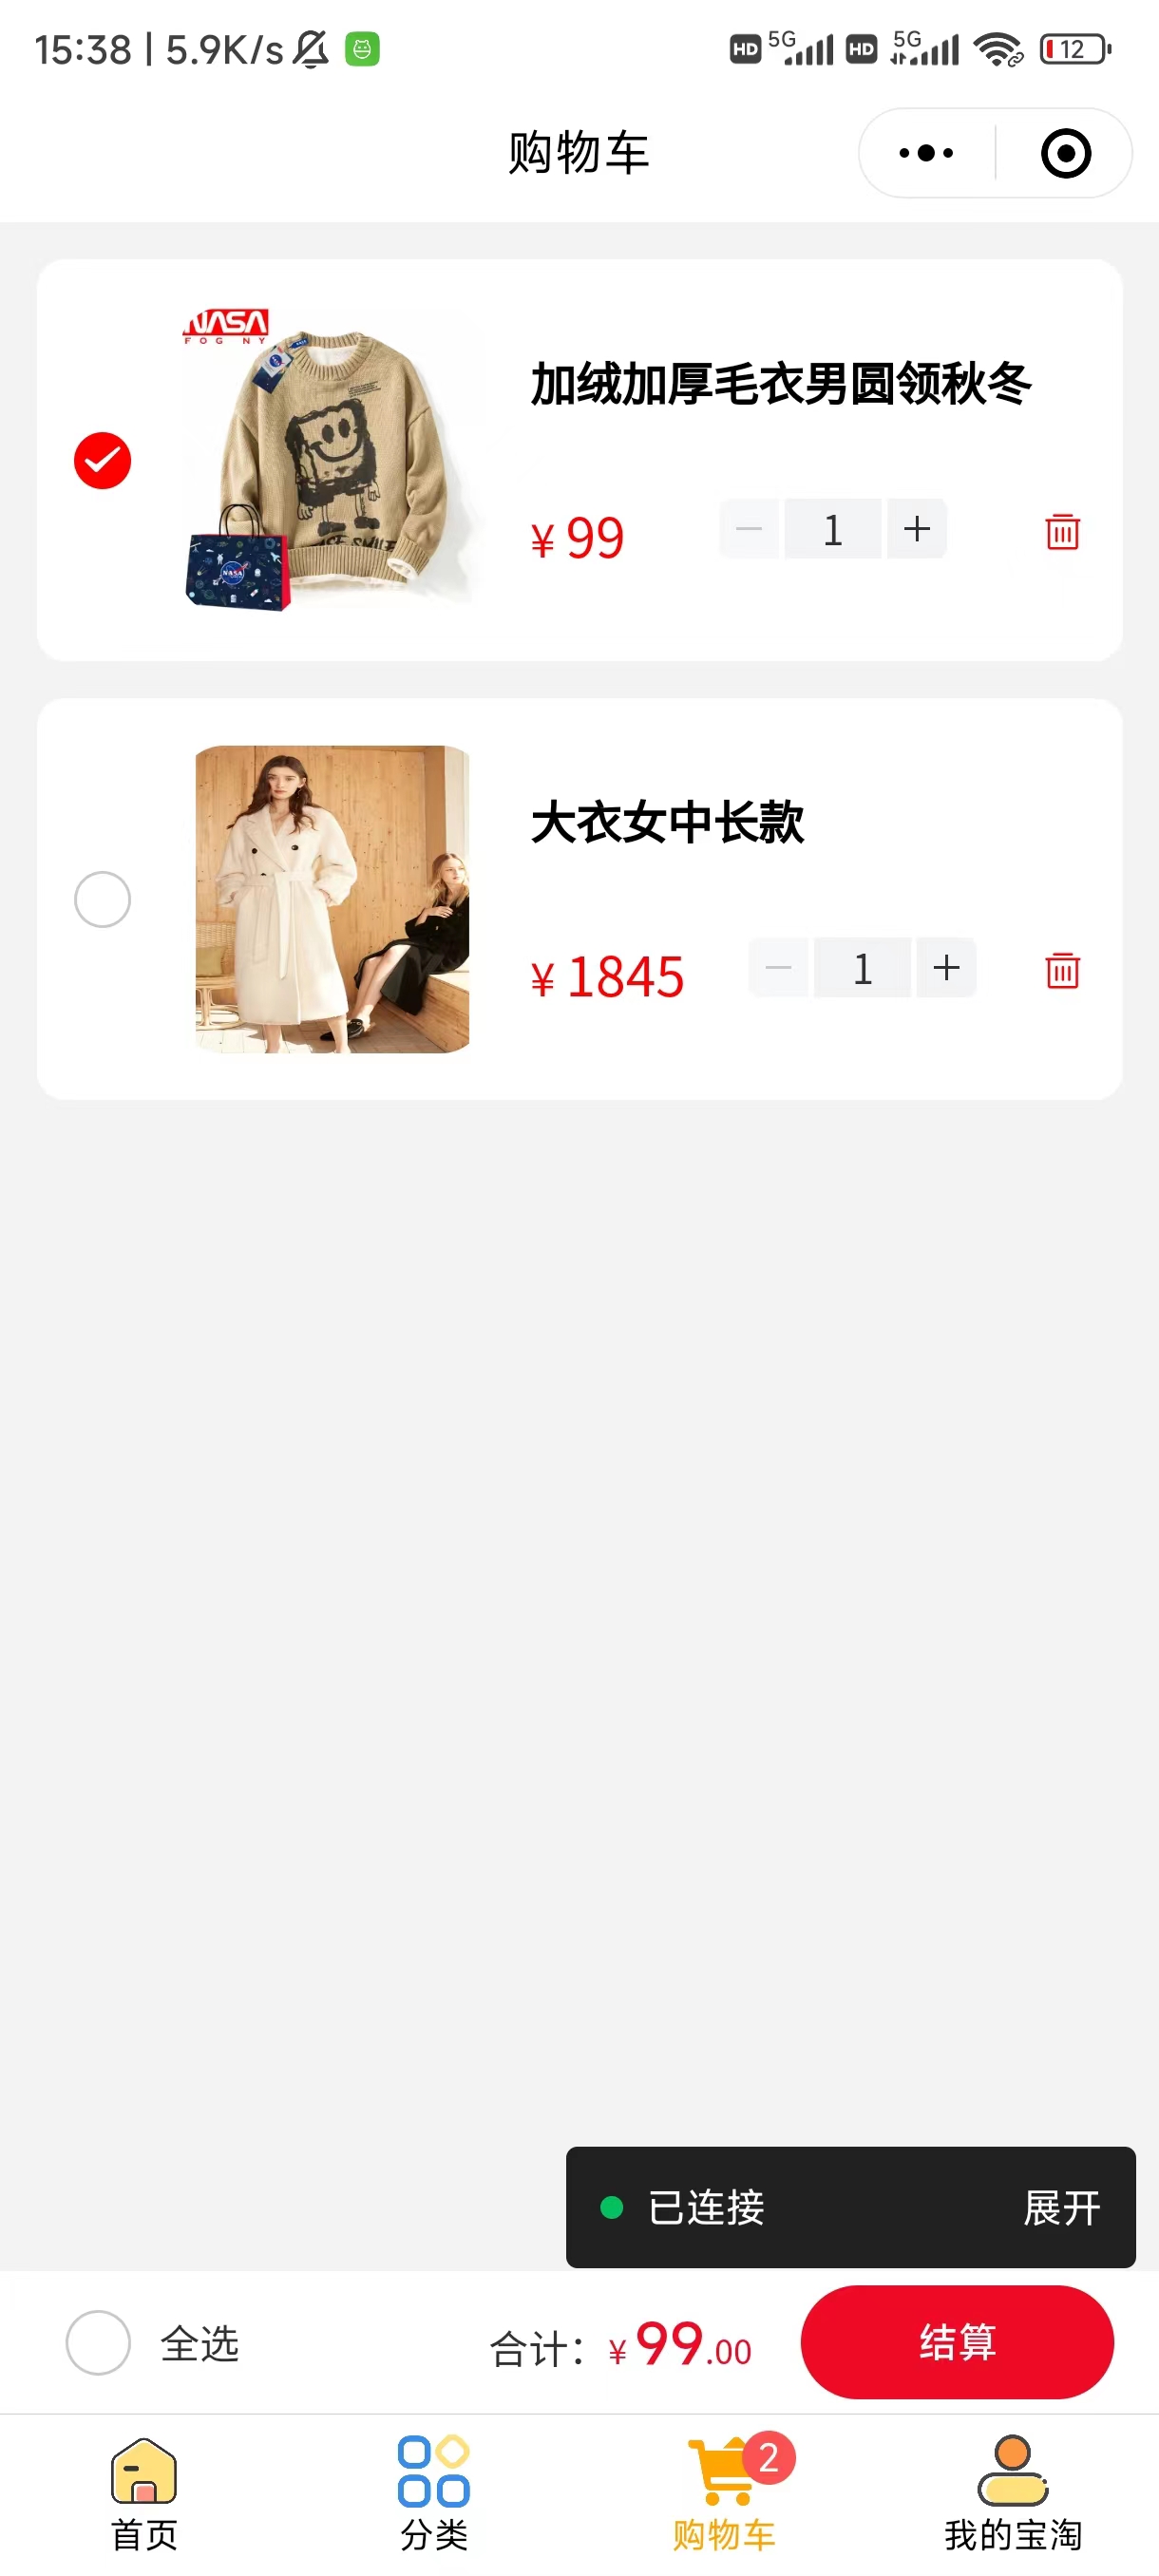 15:38 | 5.9K/s
HD 5G HD 5G 12
购物车
NASA
FOG NY
加绒加厚毛衣男圆领秋冬
¥ 99
1
NASA
大衣女中长款
¥ 1845
1
已连接 展开
全选 合计：¥ 99.00 结算
2
首页 分类 购物车 我的宝淘